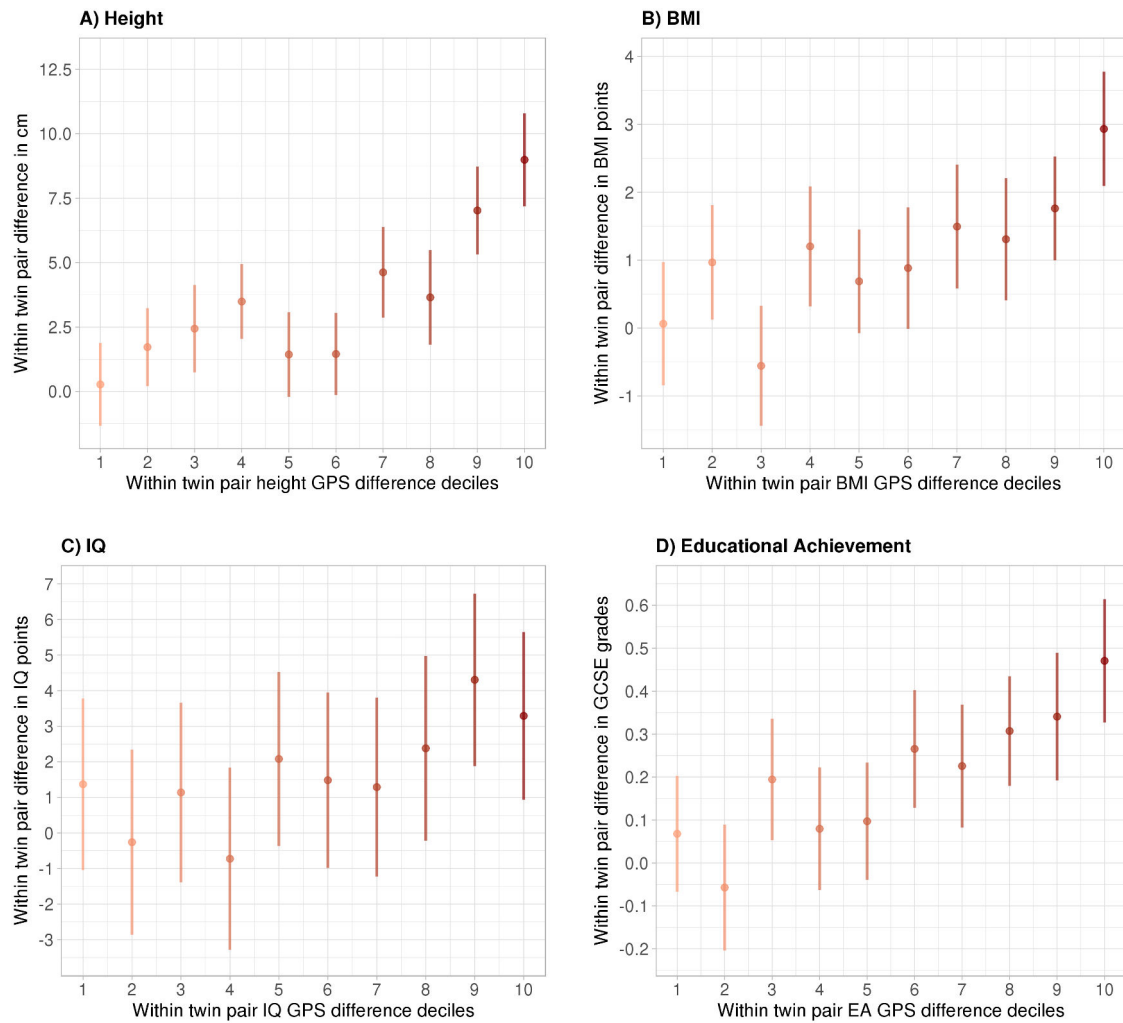 A) Height
Within twin pair difference in cm
12.5
10.0
7.5
5.0
2.5
0.0
1 2 3 4 5 6 7 8 9 10
Within twin pair height GPS difference deciles
B) BMI
Within twin pair difference in BMI points
4
3
2
1
0
-1
1 2 3 4 5 6 7 8 9 10
Within twin pair BMI GPS difference deciles
C) IQ
Within twin pair difference in IQ points
7
6
5
4
3
2
1
0
-1
-2
-3
1 2 3 4 5 6 7 8 9 10
Within twin pair IQ GPS difference deciles
D) Educational Achievement
Within twin pair difference in GCSE grades
0.6
0.5
0.4
0.3
0.2
0.1
0.0
-0.1
-0.2
1 2 3 4 5 6 7 8 9 10
Within twin pair EA GPS difference deciles